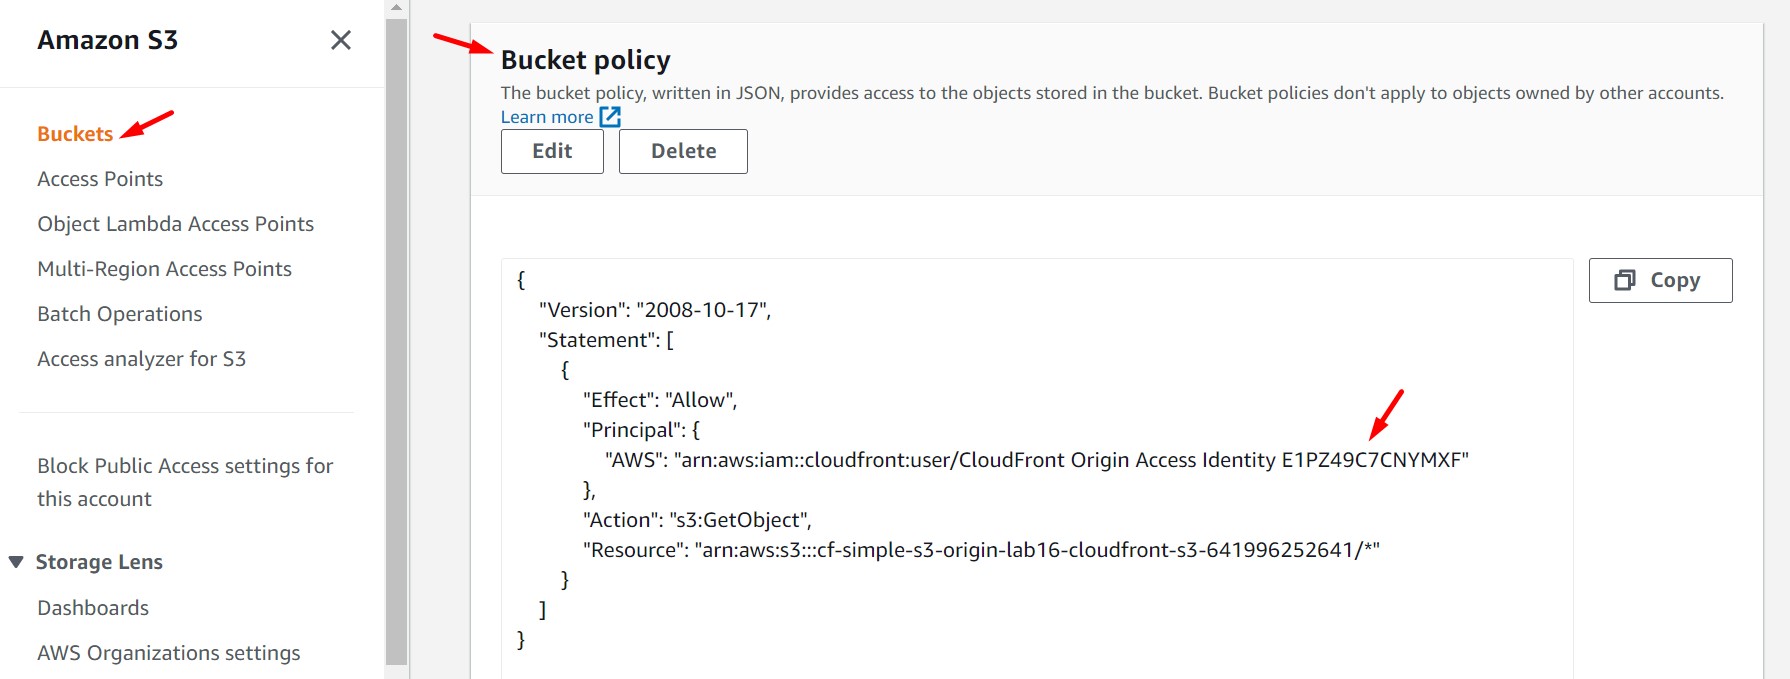 Amazon S3
Buckets
Access Points
Object Lambda Access Points
Multi-Region Access Points
Batch Operations
Access analyzer for S3
Block Public Access settings for
this account
Storage Lens
Dashboards
AWS Organizations settings
Bucket policy
The bucket policy, written in JSON, provides access to the objects stored in the bucket. Bucket policies don't apply to objects owned by other accounts.
Learn more
Edit
Delete
Copy
{
"Version": "2008-10-17",
"Statement": [
{
"Effect": "Allow",
"Principal": {
"AWS": "arn:aws:iam::cloudfront:user/CloudFront Origin Access Identity E1PZ49C7CNYMXF"
},
"Action": "s3:GetObject",
"Resource": "arn:aws:s3:::cf-simple-s3-origin-lab16-cloudfront-s3-641996252641/*"
}
]
}